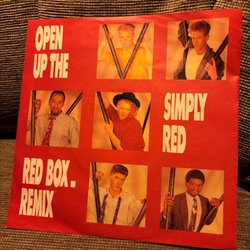 OPEN
UP THE
SIMPLY
RED
RED BOX.
REMIX